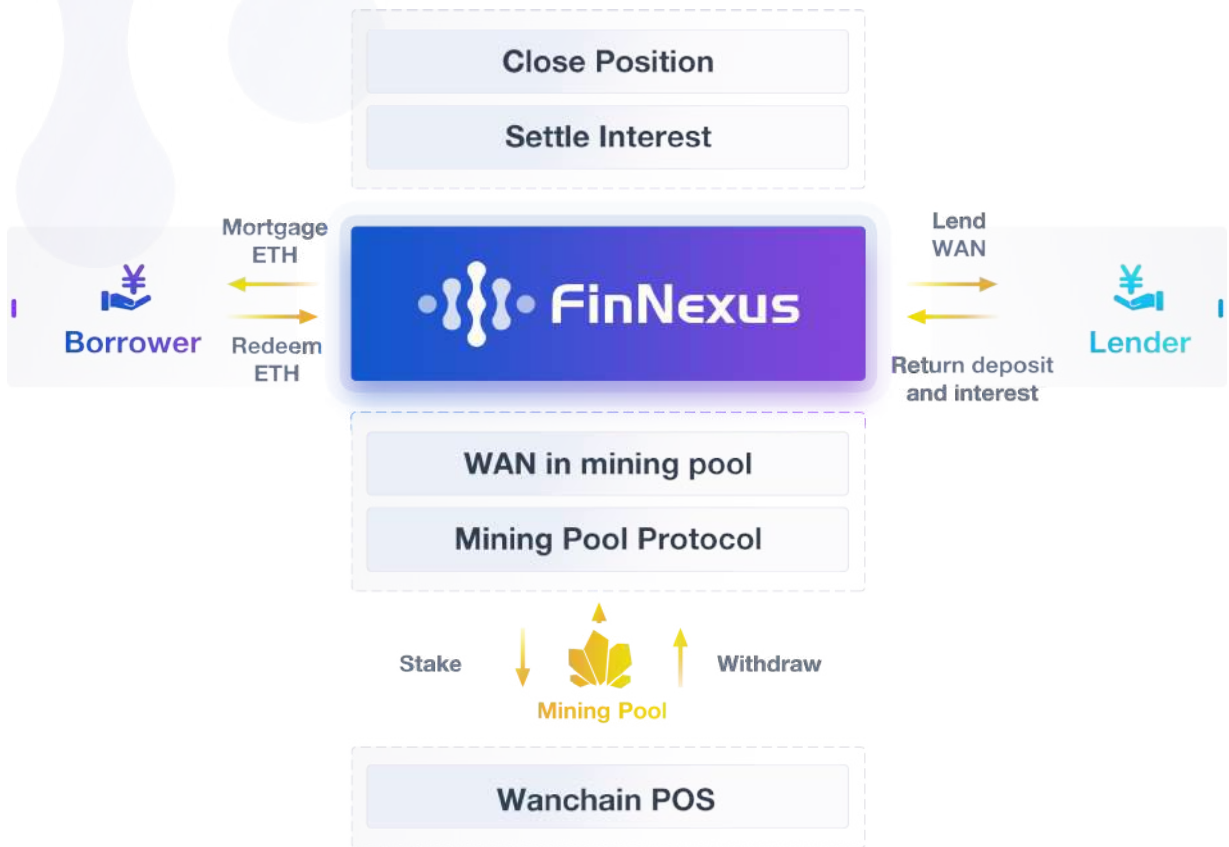 Close Position
Settle Interest
Mortgage
ETH
¥
Borrower
Redeem
ETH
FinNexus
Lend
WAN
¥
Lender
Return deposit
and interest
WAN in mining pool
Mining Pool Protocol
Stake
Withdraw
Mining Pool
Wanchain POS